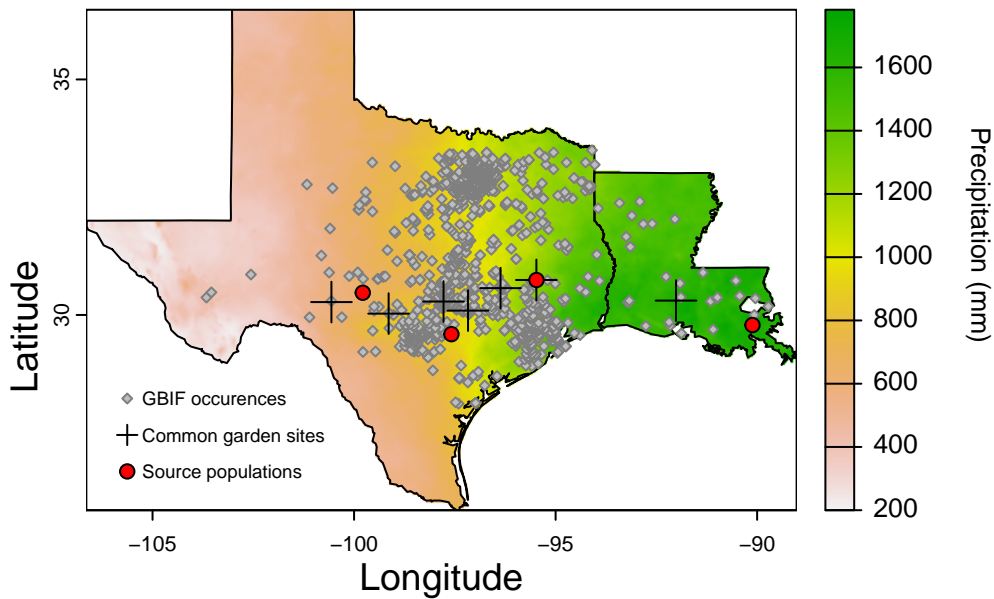 35
30
Latitude
GBIF occurences
Common garden sites
Source populations
−105
−100
−95
−90
Longitude
1600
1400
1200
1000
800
600
400
200
Precipitation (mm)